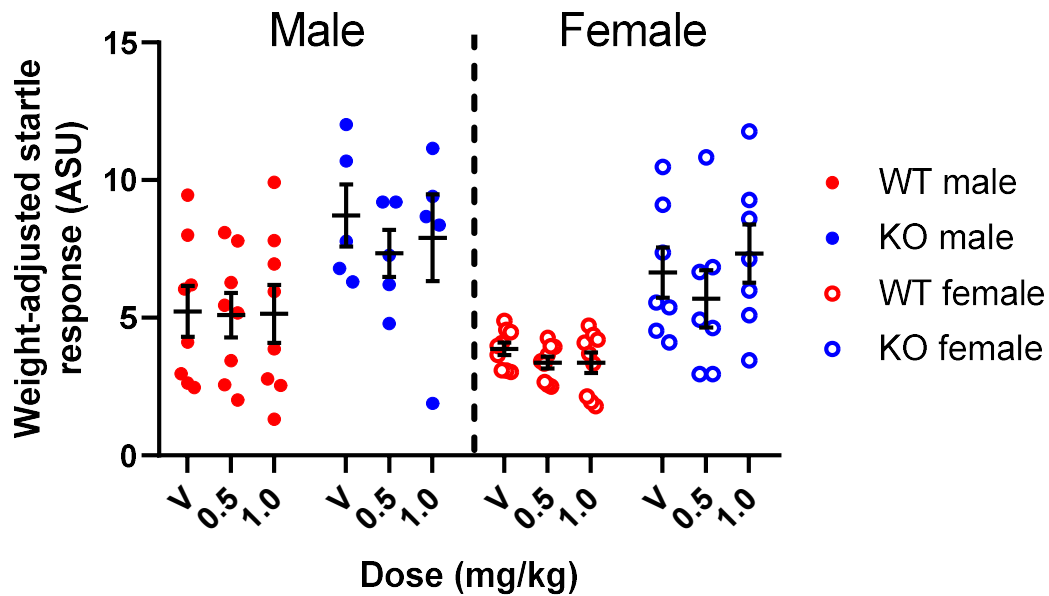 Male
Female
Weight-adjusted startle
response (ASU)
15
10
5
0
V
0.5
1.0
V
0.5
1.0
V
0.5
1.0
V
0.5
1.0
Dose (mg/kg)
WT male
KO male
WT female
KO female